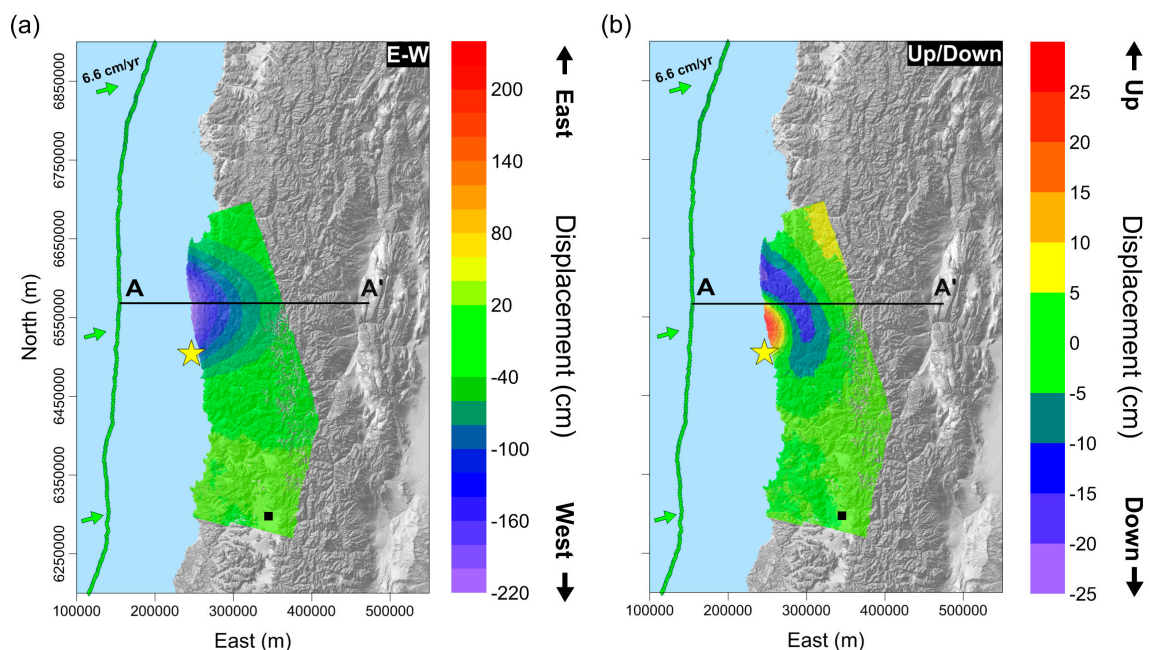 (a)
(b)
E-W
6.6 cm/yr
A
A'
North (m)
6850000
6750000
6650000
6550000
6450000
6350000
6250000
100000
200000
300000
400000
500000
East (m)
200
140
80
20
-40
-100
-160
-220
East
Displacement (cm)
West
Up/Down
6.6 cm/yr
A
A'
100000
200000
300000
400000
500000
East (m)
25
20
15
10
5
0
-5
-10
-15
-20
-25
Up
Displacement (cm)
Down